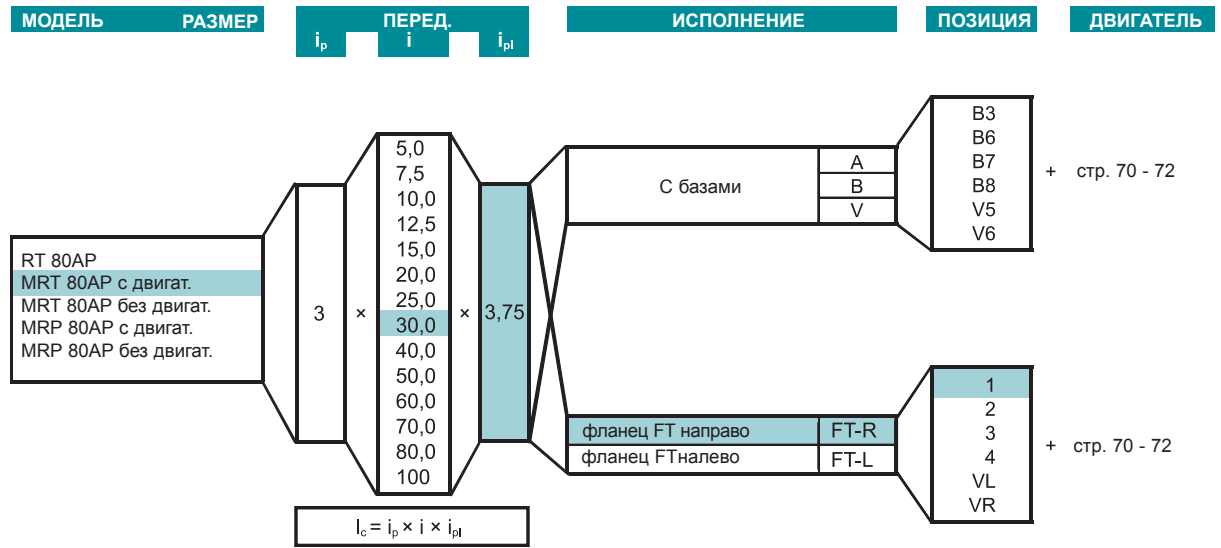 МОДЕЛЬ РАЗМЕР ПЕРЕД. ИСПОЛНЕНИЕ ПОЗИЦИЯ ДВИГАТЕЛЬ
ip i ipl
RT 80AP
MRT 80AP с двигат.
MRT 80AP без двигат.
MRP 80AP с двигат.
MRP 80AP без двигат.
3
×
5,0
7,5
10,0
12,5
15,0
20,0
25,0
30,0
40,0
50,0
60,0
70,0
80,0
100
×
3,75
Ic = ip × i × ipl
С базами
A
B
V
B3
B6
B7
B8
V5
V6
+ стр. 70 - 72
фланец FT направо FT-R
фланец FTналево FT-L
1
2
3
4
VL
VR
+ стр. 70 - 72